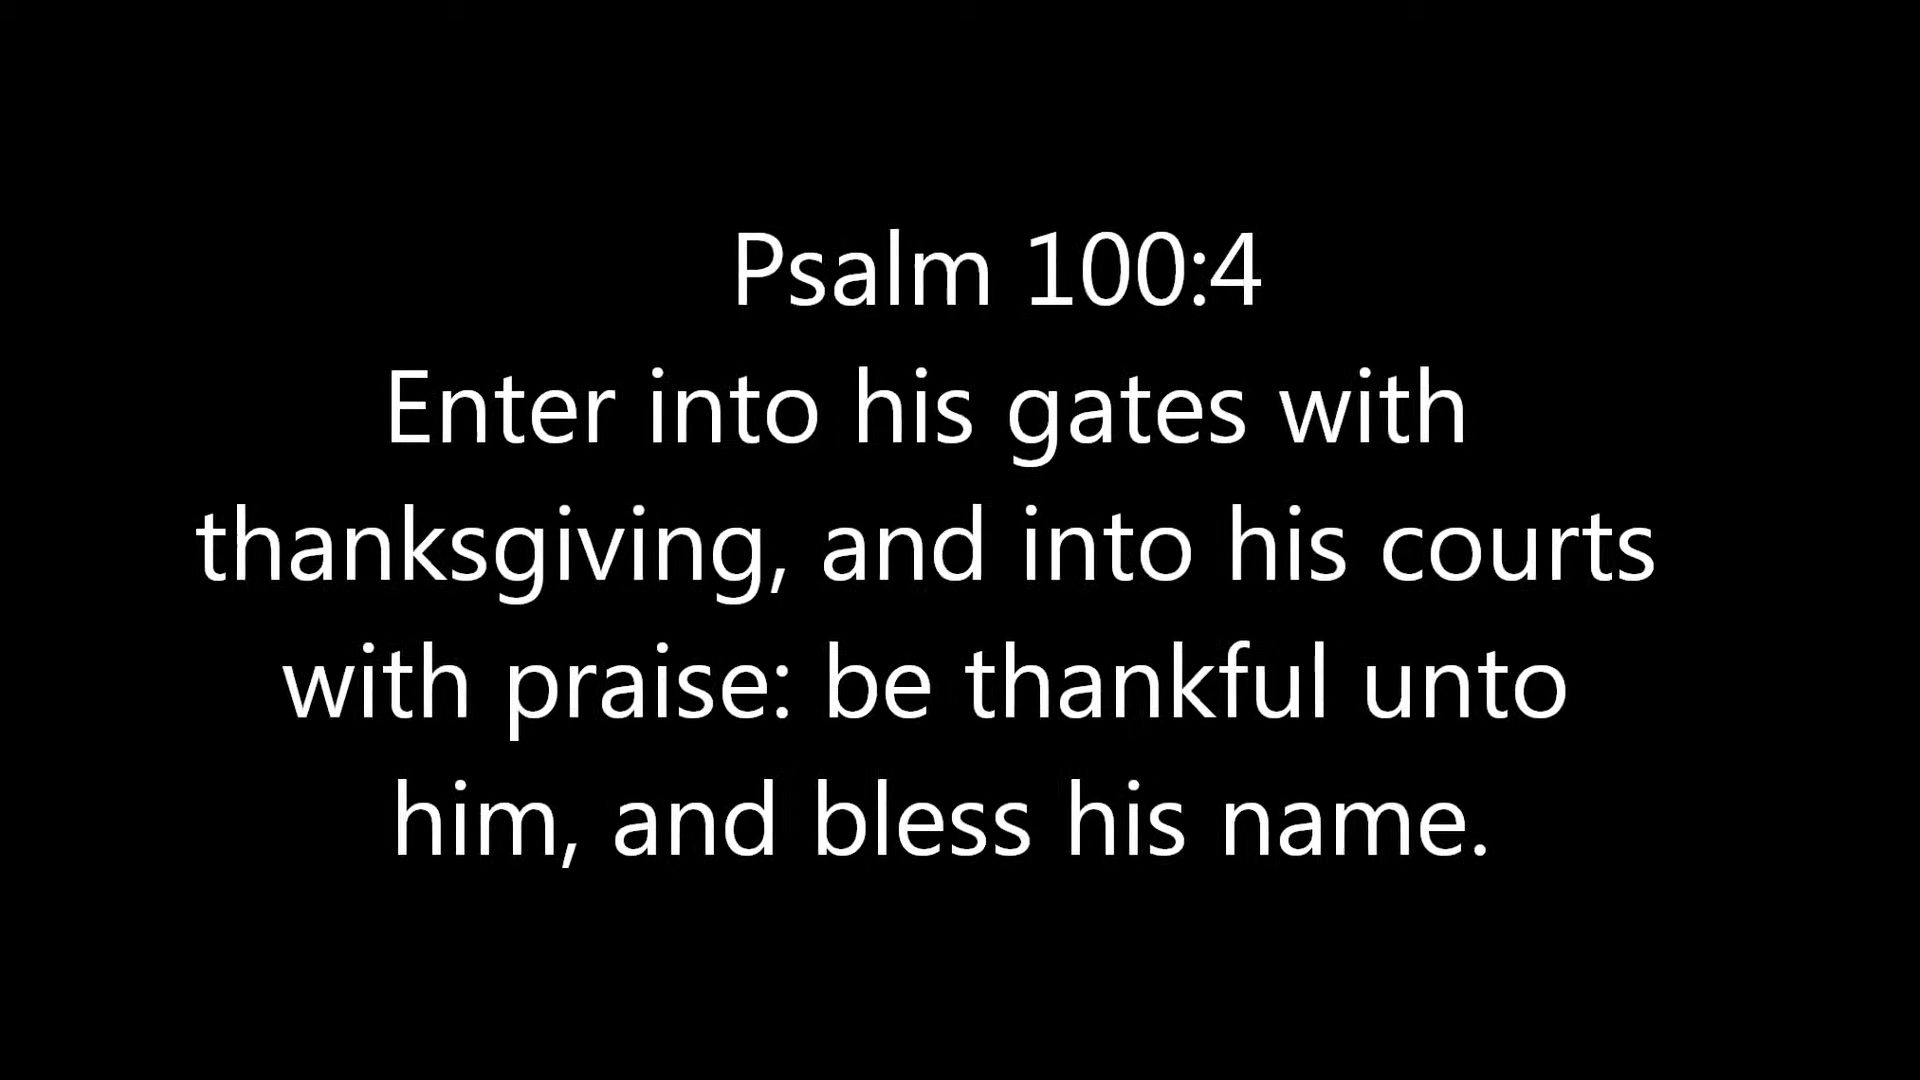 Psalm 100:4
Enter into his gates with
thanksgiving, and into his courts
with praise: be thankful unto
him, and bless his name.